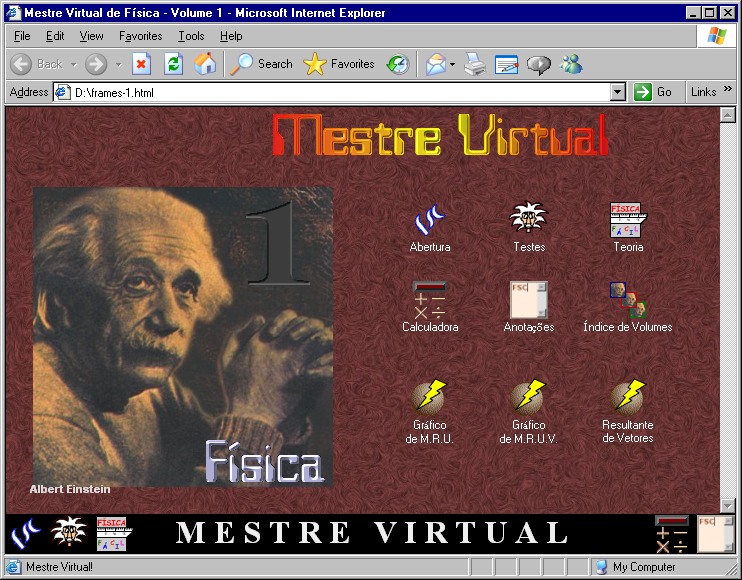 Mestre Virtual de Física - Volume 1 - Microsoft Internet Explorer
File Edit View Favorites Tools Help
Back Search Favorites
Address D:\frames-1.html Go Links »
Mestre Virtual
1
Física
Albert Einstein
Abertura Testes FÍSICA FÁCIL Teoria
Calculadora FSC Anotações Índice de Volumes
Gráfico Gráfico Resultante
de M.R.U. de M.R.U.V. de Vetores
FÍSICA FÁCIL MESTRE VIRTUAL FSC
Mestre Virtual! My Computer